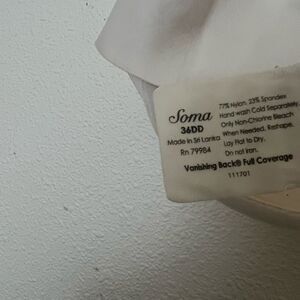 Soma
36DD
Made in Sri Lanka
Rn 79984
77% Nylon, 23% Spandex
Hand wash Cold Separately
Only Non-Chlorine Bleach
When Needed, Reshape,
Lay Flat to Dry.
Do not Iron.
Vanishing Back® Full Coverage
111701